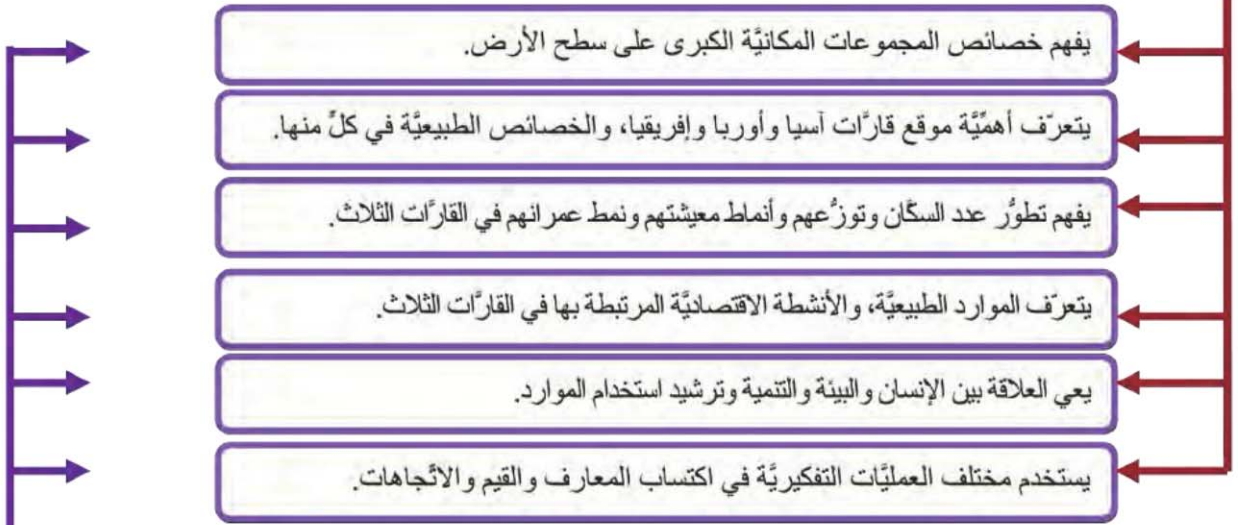 يفهم خصائص المجموعات المكانيَّة الكبرى على سطح الأرض.
يتعرّف أهمِّيَّة موقع قارَّات آسيا وأوربا وإفريقيا، والخصائص الطبيعيَّة في كلِّ منها.
يفهم تطوُّر عدد السكَّان وتوزُّعهم وأنماط معيشتهم ونمط عمرانهم في القارَّات الثلاث.
يتعرّف الموارد الطبيعيَّة، والأنشطة الاقتصاديَّة المرتبطة بها في القارَّات الثلاث.
يعي العلاقة بين الإنسان والبيئة والتنمية وترشيد استخدام الموارد.
يستخدم مختلف العمليَّات التفكيريَّة في اكتساب المعارف والقيم والاتِّجاهات.